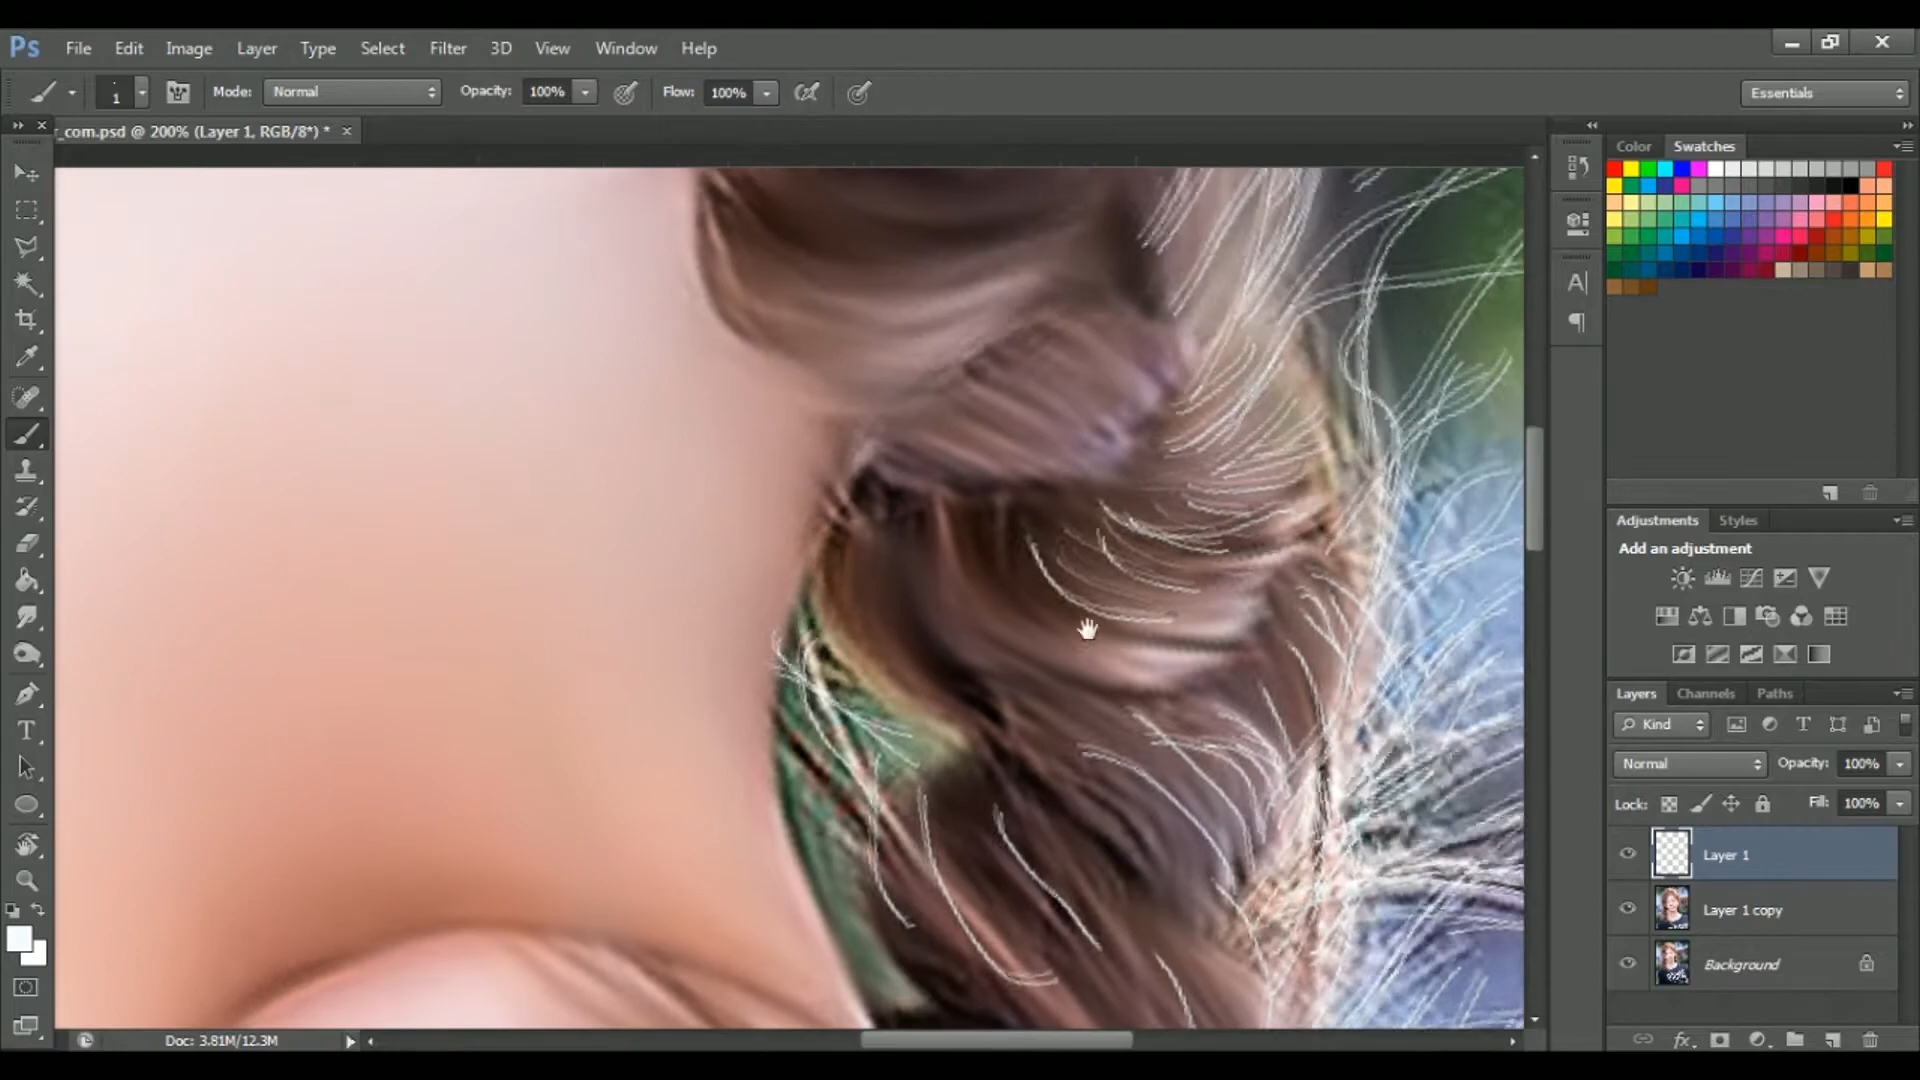 Ps File Edit Image Layer Type Select Filter 3D View Window Help
1 Mode: Normal Opacity: 100% Flow: 100% Essentials
_com.psd @ 200% (Layer 1, RGB/8*) *
Color Swatches
Adjustments Styles
Add an adjustment
Layers Channels Paths
Kind
Normal Opacity: 100%
Lock: Fill: 100%
Layer 1
Layer 1 copy
Background
Doc: 3.81M/12.3M